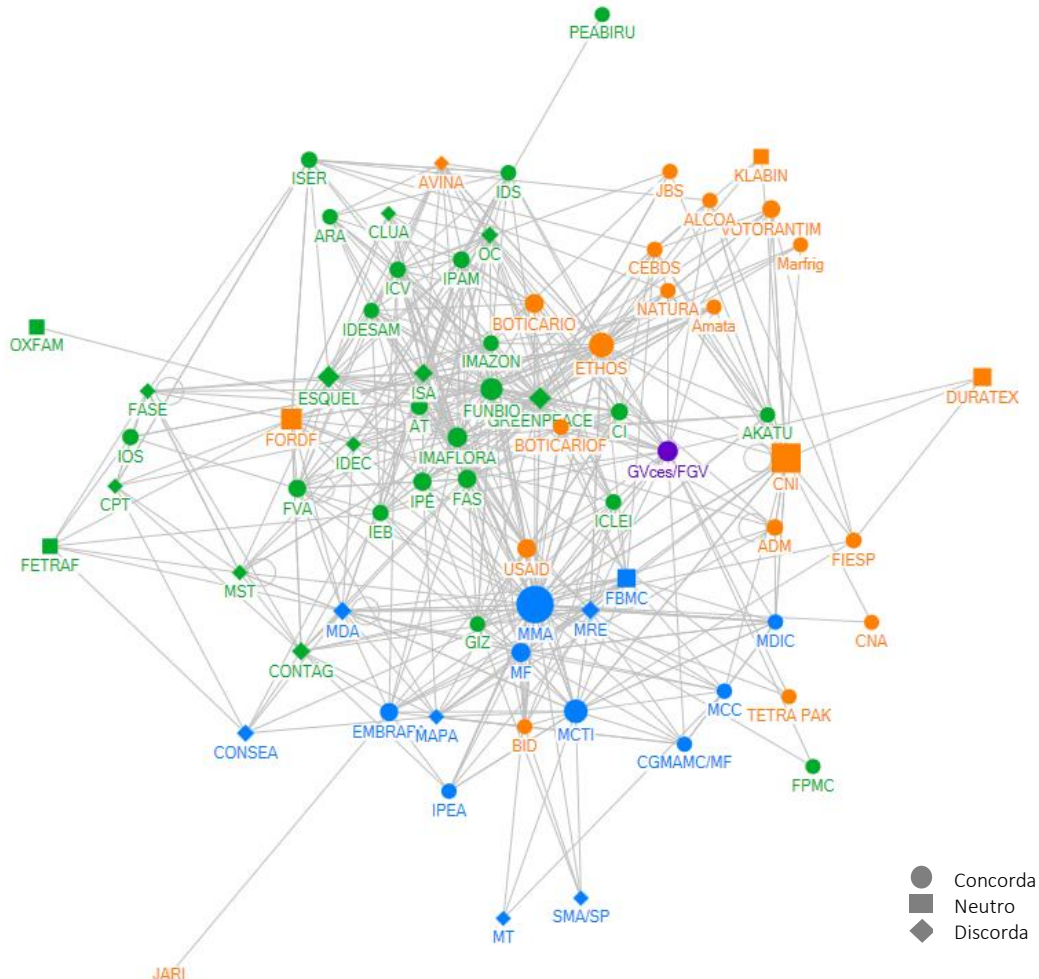 PEABIRU
ISER
AVINA
IDS
JBS
KLABIN
ALCOA
VOTORANTIM
ARA
CLUA
OC
CEBDS
Marfrig
ICV
IPAM
NATURA
Amata
IDESAM
BOTICARIO
OXFAM
IMAZON
ETHOS
FASE
ESQUEL
ISA
FUNBIO
GREENPEACE
CI
AKATU
DURATEX
FORDF
AT
BOTICARIOF
IOS
IDEC
IMAFLORA
GVces/FGV
CNI
CPT
FVA
IPÊ
FAS
ICLEI
IEB
ADM
FIESP
FETRAF
USAID
MST
FBMC
MDA
GIZ
MMA
MRE
MDIC
CNA
CONTAG
MF
MCC
TETRA PAK
CONSEA
EMBRAPA
MAPA
BID
MCTI
CGMAMC/MF
FPMC
IPEA
Concorda
Neutro
Discorda
SMA/SP
MT
JARI